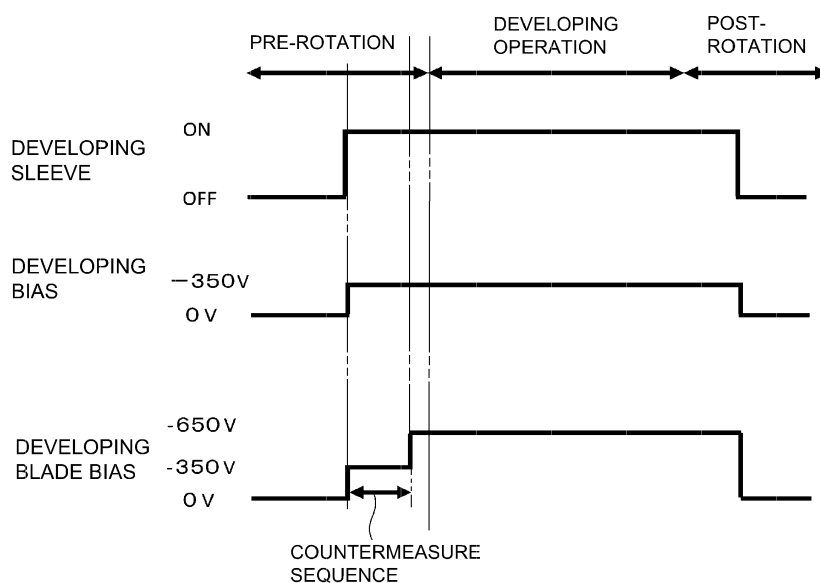 PRE-ROTATION
DEVELOPING
OPERATION
POST-
ROTATION
DEVELOPING
SLEEVE
ON
OFF
DEVELOPING
BIAS
−350V
0V
DEVELOPING
BLADE BIAS
-650V
-350V
0V
COUNTERMEASURE
SEQUENCE